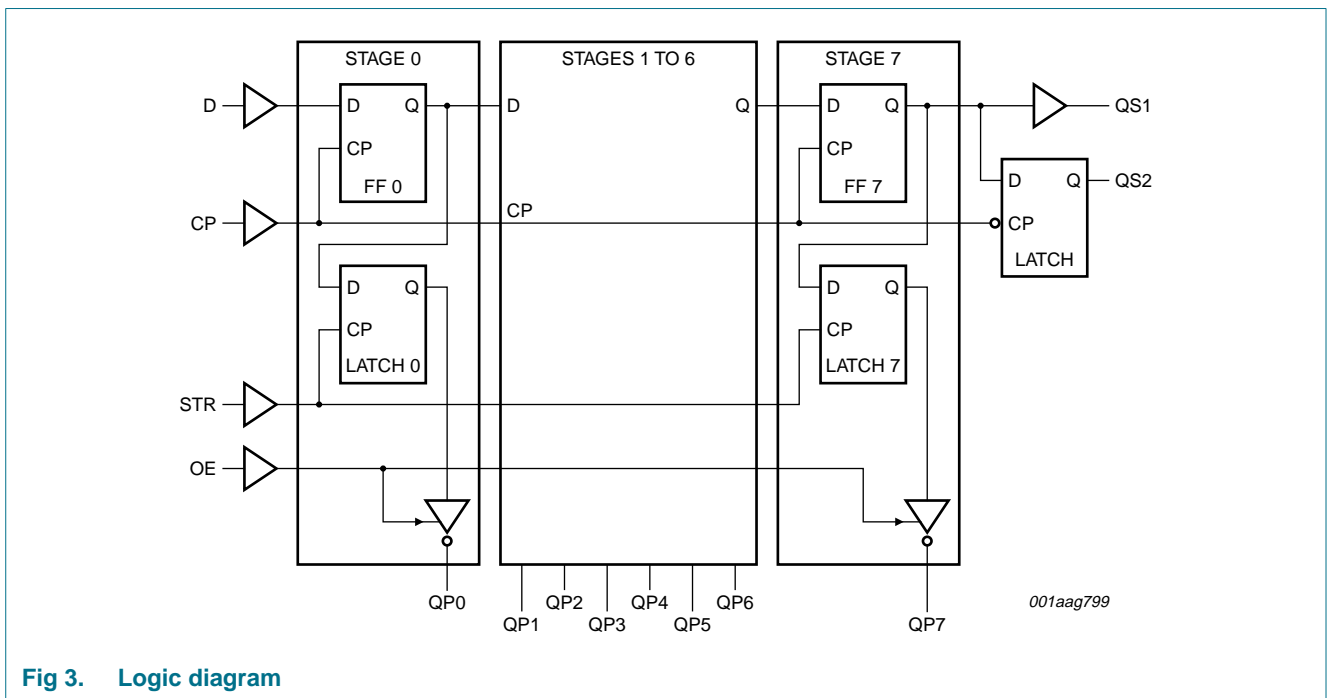 STAGE 0
STAGES 1 TO 6
STAGE 7
D
D Q
D
Q
D Q
QS1
CP
CP
FF 0
FF 7
D Q
QS2
CP
CP
CP
LATCH
D Q
D Q
CP
CP
LATCH 0
LATCH 7
STR
OE
QP0
QP2
QP4
QP6
QP1
QP3
QP5
QP7
001aag799
Fig 3. Logic diagram